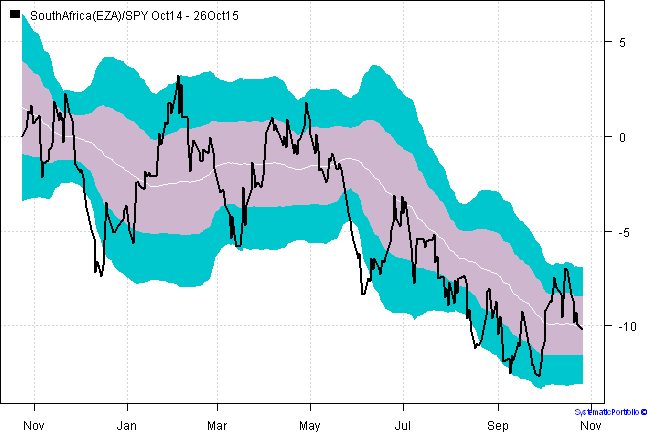 SouthAfrica(EZA)/SPY Oct14 - 26Oct15
5
0
-5
-10
SystematicPortfolio ©
Nov Jan Mar May Jul Sep Nov